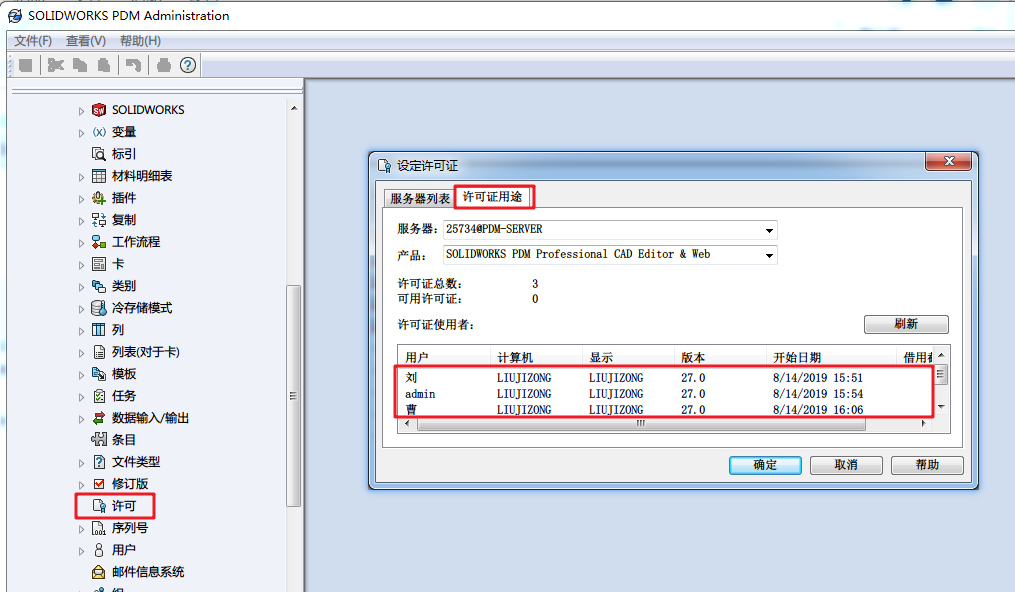 SOLIDWORKS PDM Administration
文件(F) 查看(V) 帮助(H)
SOLIDWORKS
变量
标引
材料明细表
插件
复制
工作流程
卡
类别
冷存储模式
列
列表(对于卡)
模板
任务
数据输入/输出
条目
文件类型
修订版
许可
序列号
用户
邮件信息系统
设定许可证
服务器列表 许可证用途
服务器: 25734@PDM-SERVER
产品: SOLIDWORKS PDM Professional CAD Editor & Web
许可证总数: 3
可用许可证: 0
许可证使用者: 刷新
用户 计算机 显示 版本 开始日期 借用
刘 LIUJIZONG LIUJIZONG 27.0 8/14/2019 15:51
admin LIUJIZONG LIUJIZONG 27.0 8/14/2019 15:54
曹 LIUJIZONG LIUJIZONG 27.0 8/14/2019 16:06
确定 取消 帮助